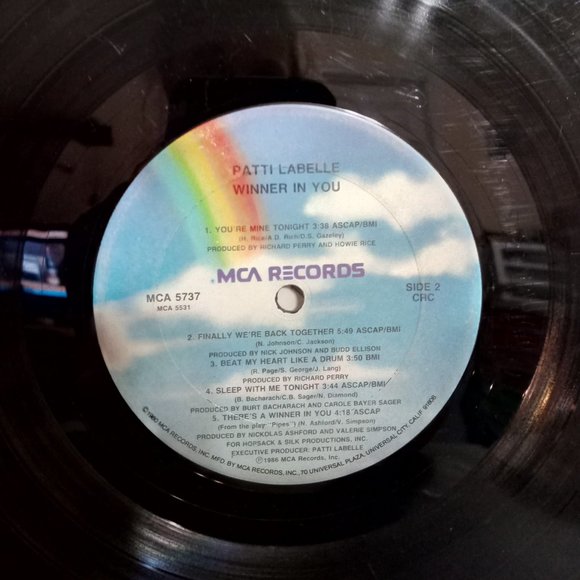 PATTI LABELLE
WINNER IN YOU
1. YOU'RE MINE TONIGHT 3:38 ASCAP/BMI
(H. Rice/A.D. Rich/D.S. Gazeley)
PRODUCED BY RICHARD PERRY AND HOWIE RICE
MCA RECORDS
MCA 5737
MCA 5531
SIDE 2
CRC
2. FINALLY WE'RE BACK TOGETHER 5:49 ASCAP/BMI
(N. Johnson/C. Jackson)
PRODUCED BY NICK JOHNSON AND BUDD ELLISON
3. BEAT MY HEART LIKE A DRUM 3:50 BMI
(R. Page/S. George/J. Lang)
PRODUCED BY RICHARD PERRY
4. SLEEP WITH ME TONIGHT 3:44 ASCAP/BMI
(B. Bacharach/C.B. Sager/N. Diamond)
PRODUCED BY BURT BACHARACH AND CAROLE BAYER SAGER
5. THERE'S A WINNER IN YOU 4:18 ASCAP
(From the play "Pipes") (N. Ashford/V. Simpson)
PRODUCED BY NICKOLAS ASHFORD AND VALERIE SIMPSON
FOR HOPSACK & SILK PRODUCTIONS, INC.
EXECUTIVE PRODUCER: PATTI LABELLE
Ⓟ1986 MCA Records, Inc.
©1980 MCA RECORDS, INC. MFD. BY MCA RECORDS, INC., 70 UNIVERSAL PLAZA, UNIVERSAL CITY, CALIF. 91608